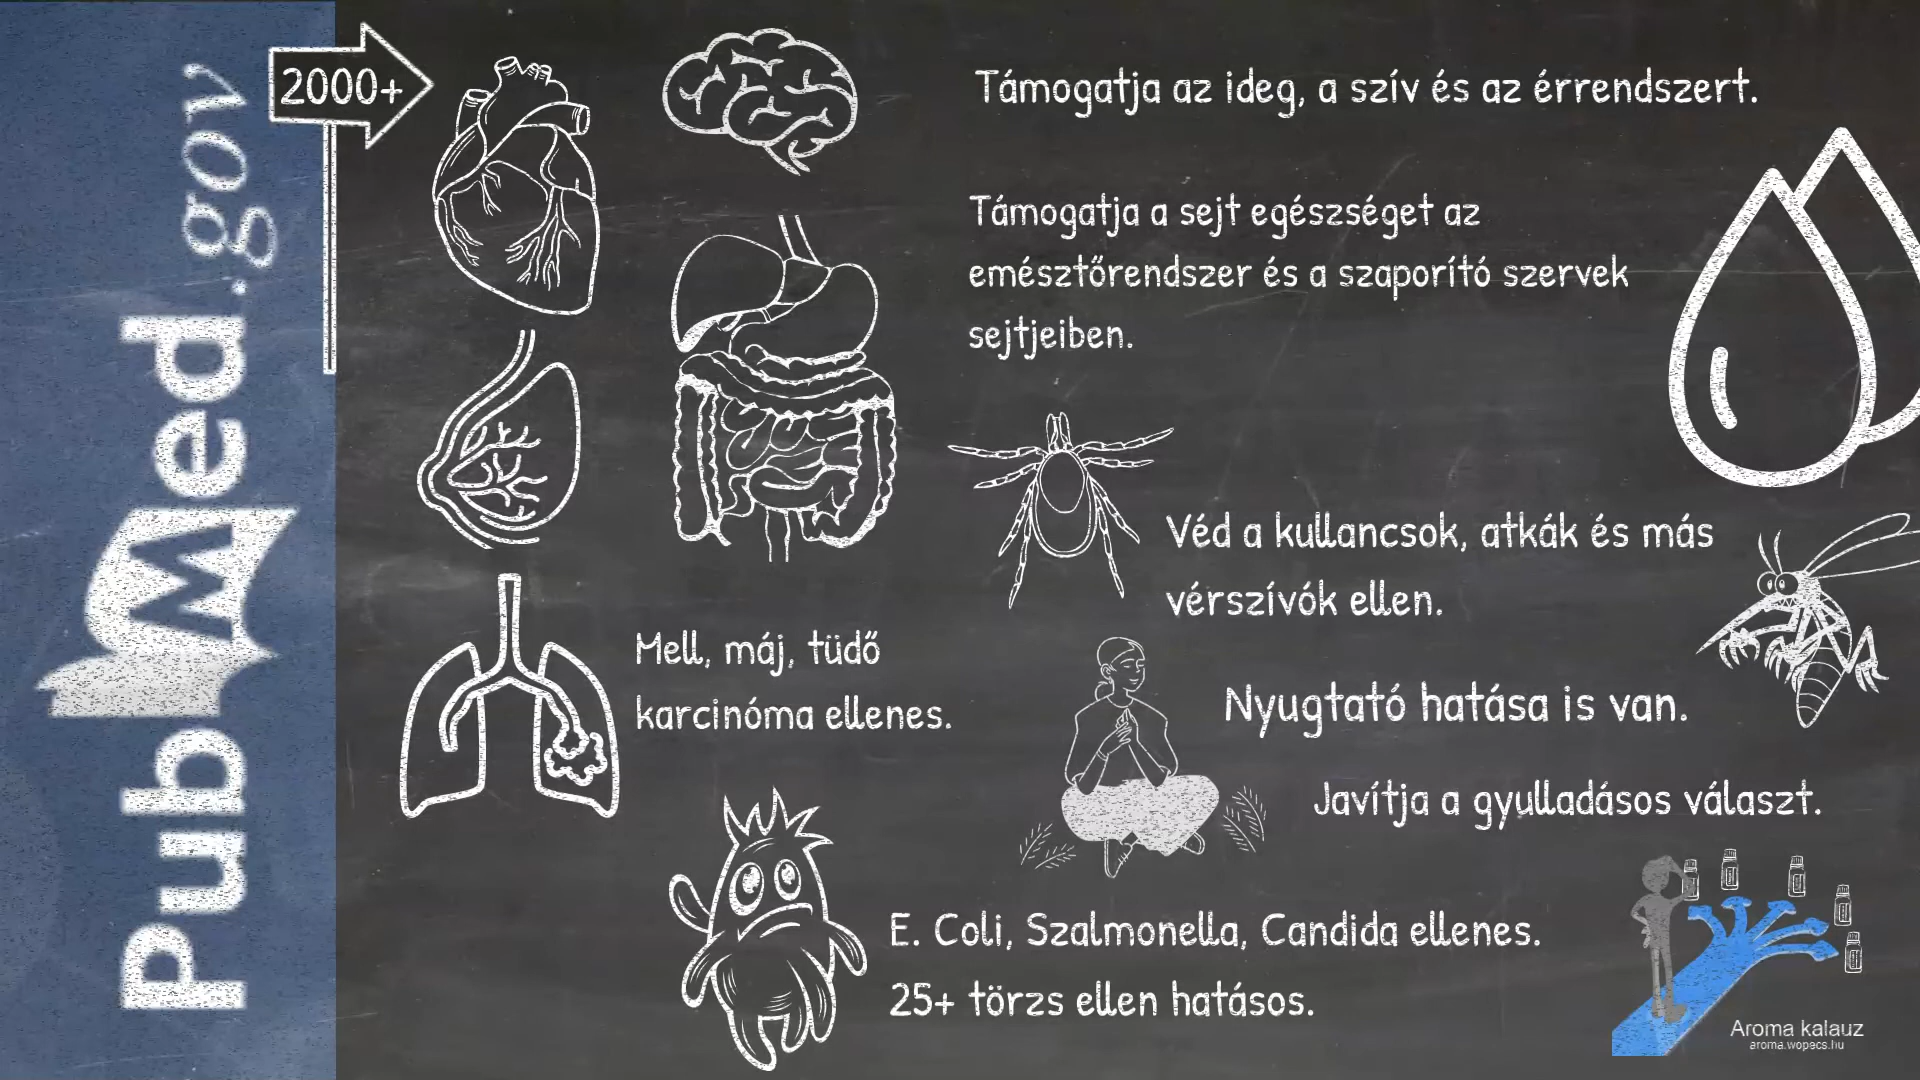 PubMed.gov
2000+
Támogatja az ideg, a szív és az érrendszert.
Támogatja a sejt egészséget az
emésztőrendszer és a szaporító szervek
sejtjeiben.
Véd a kullancsok, atkák és más
vérszívók ellen.
Mell, máj, tüdő
karcinóma ellenes.
Nyugtató hatása is van.
Javítja a gyulladásos választ.
E. Coli, Szalmonella, Candida ellenes.
25+ törzs ellen hatásos.
Aroma kalauz
aroma.wopecs.hu